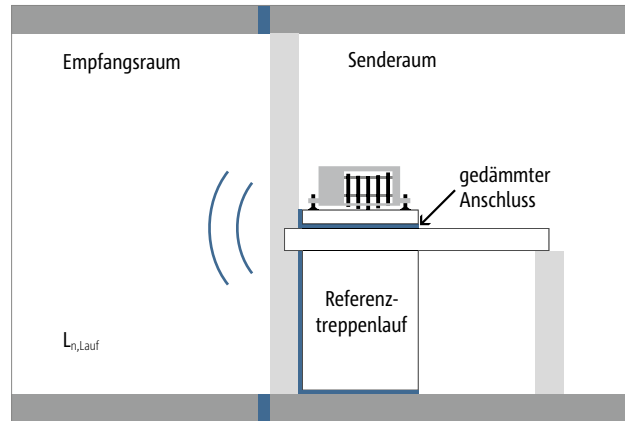 Empfangsraum
Senderaum
gedämmter
Anschluss
Referenz-
treppenlauf
Ln,Lauf